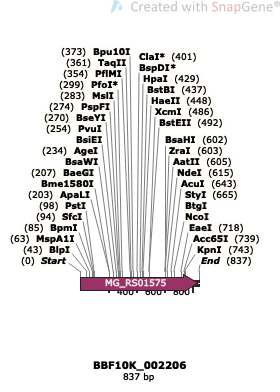 Created with SnapGene®
(373) Bpu10I
(361) TaqII
(354) PflMI
(299) PfoI*
(283) MslI
(274) PspFI
(270) BseYI
(254) PvuI
BsiEI
(234) AgeI
BsaWI
(207) BaeGI
Bme1580I
(203) ApaLI
(98) PstI
(94) SfcI
(85) BpmI
(63) MspA1I
(43) BlpI
(0) Start
ClaI* (401)
BspDI*
HpaI (429)
BstBI (437)
HaeII (448)
XcmI (486)
BstEII (492)
BsaHI (602)
ZraI (603)
AatII (605)
NdeI (615)
AcuI (643)
StyI (665)
BtgI
NcoI
EaeI (718)
Acc65I (739)
KpnI (743)
End (837)
MG_RS01575
400 600 800
BBF10K_002206
837 bp